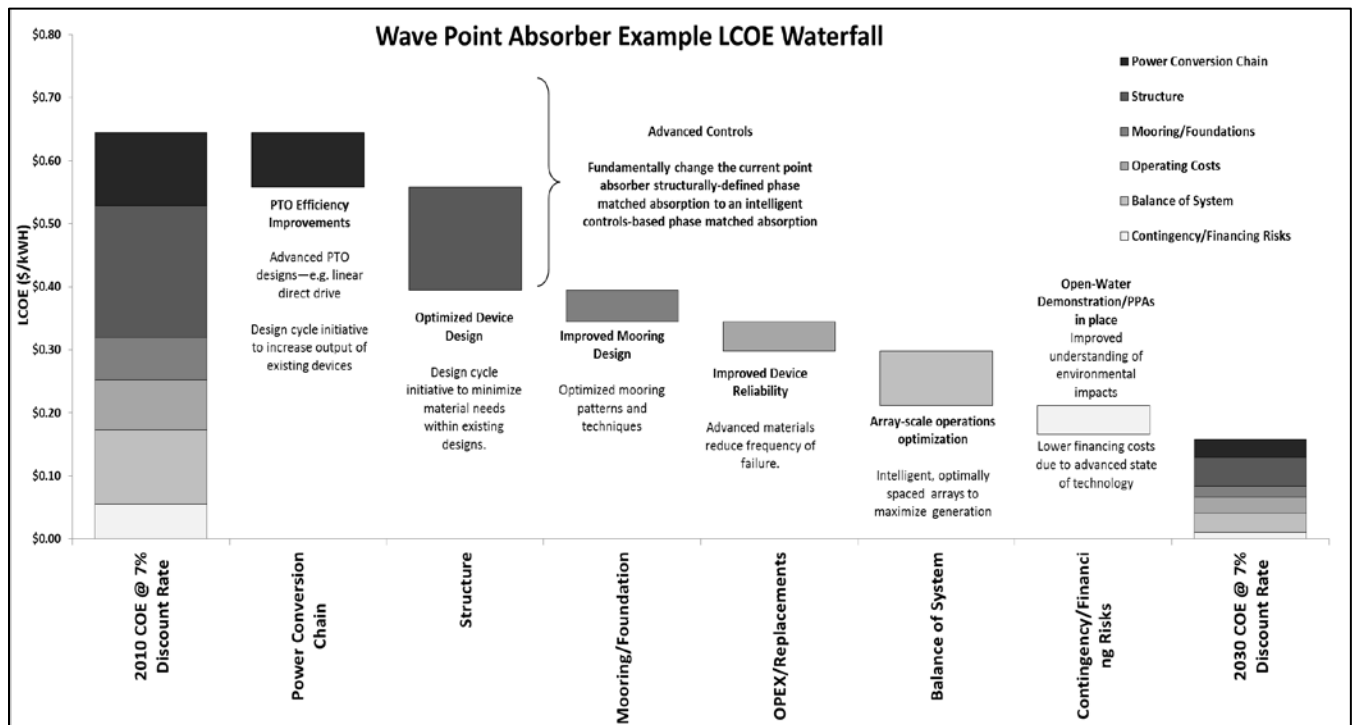 Wave Point Absorber Example LCOE Waterfall
LCOE ($/kWH)
$0.80
$0.70
$0.60
$0.50
$0.40
$0.30
$0.20
$0.10
$0.00
Power Conversion Chain
Structure
Mooring/Foundations
Operating Costs
Balance of System
Contingency/Financing Risks
Advanced Controls
Fundamentally change the current point
absorber structurally-defined phase
matched absorption to an intelligent
controls-based phase matched absorption
PTO Efficiency
Improvements
Advanced PTO
designs—e.g. linear
direct drive
Design cycle initiative
to increase output of
existing devices
Optimized Device
Design
Design cycle
initiative to minimize
material needs
within existing
designs.
Improved Mooring
Design
Optimized mooring
patterns and
techniques
Improved Device
Reliability
Advanced materials
reduce frequency of
failure.
Array-scale operations
optimization
Intelligent, optimally
spaced arrays to
maximize generation
Open-Water
Demonstration/PPAs
in place
Improved
understanding of
environmental
impacts
Lower financing costs
due to advanced state
of technology
2010 COE @ 7%
Discount Rate
Power Conversion
Chain
Structure
Mooring/Foundation
OPEX/Replacements
Balance of System
Contingency/Financi
ng Risks
2030 COE @ 7%
Discount Rate